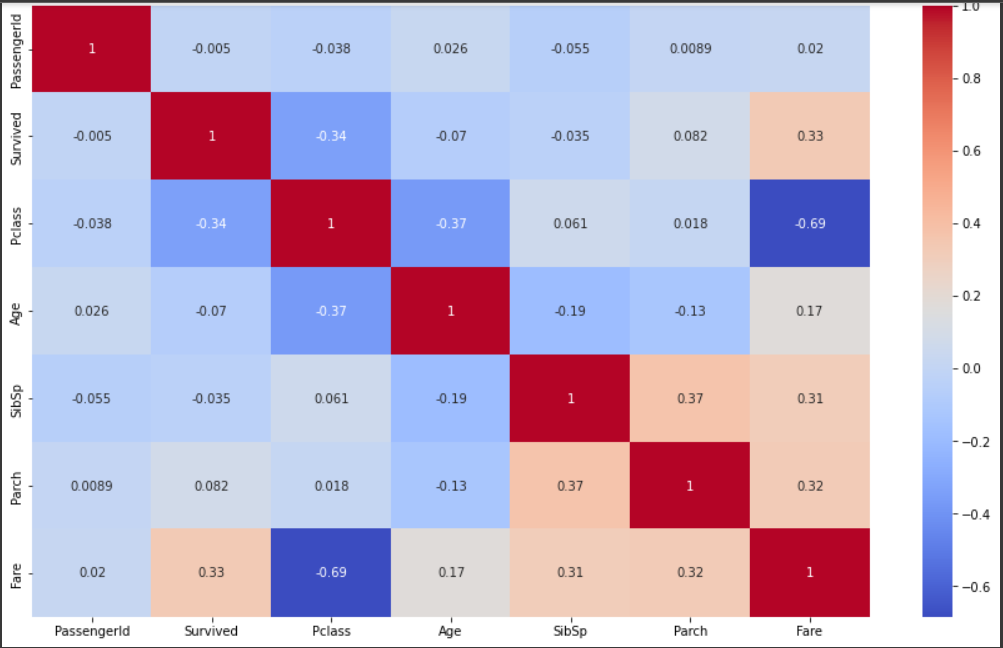 1.0
PassengerId 1 -0.005 -0.038 0.026 -0.055 0.0089 0.02
0.8
Survived -0.005 1 -0.34 -0.07 -0.035 0.082 0.33
0.6
Pclass -0.038 -0.34 1 -0.37 0.061 0.018 -0.69
0.4
0.2
Age 0.026 -0.07 -0.37 1 -0.19 -0.13 0.17
0.0
SibSp -0.055 -0.035 0.061 -0.19 1 0.37 0.31
−0.2
Parch 0.0089 0.082 0.018 -0.13 0.37 1 0.32
−0.4
Fare 0.02 0.33 -0.69 0.17 0.31 0.32 1
−0.6
PassengerId Survived Pclass Age SibSp Parch Fare